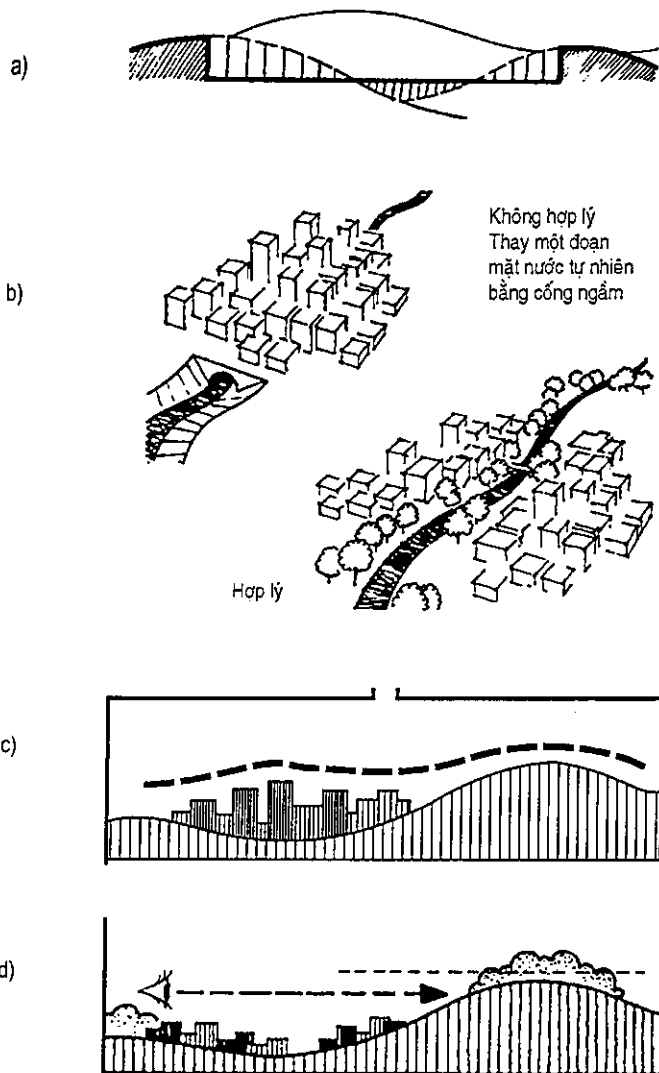 a)
b)
Không hợp lý
Thay một đoạn
mặt nước tự nhiên
bằng cống ngầm
Hợp lý
c)
d)